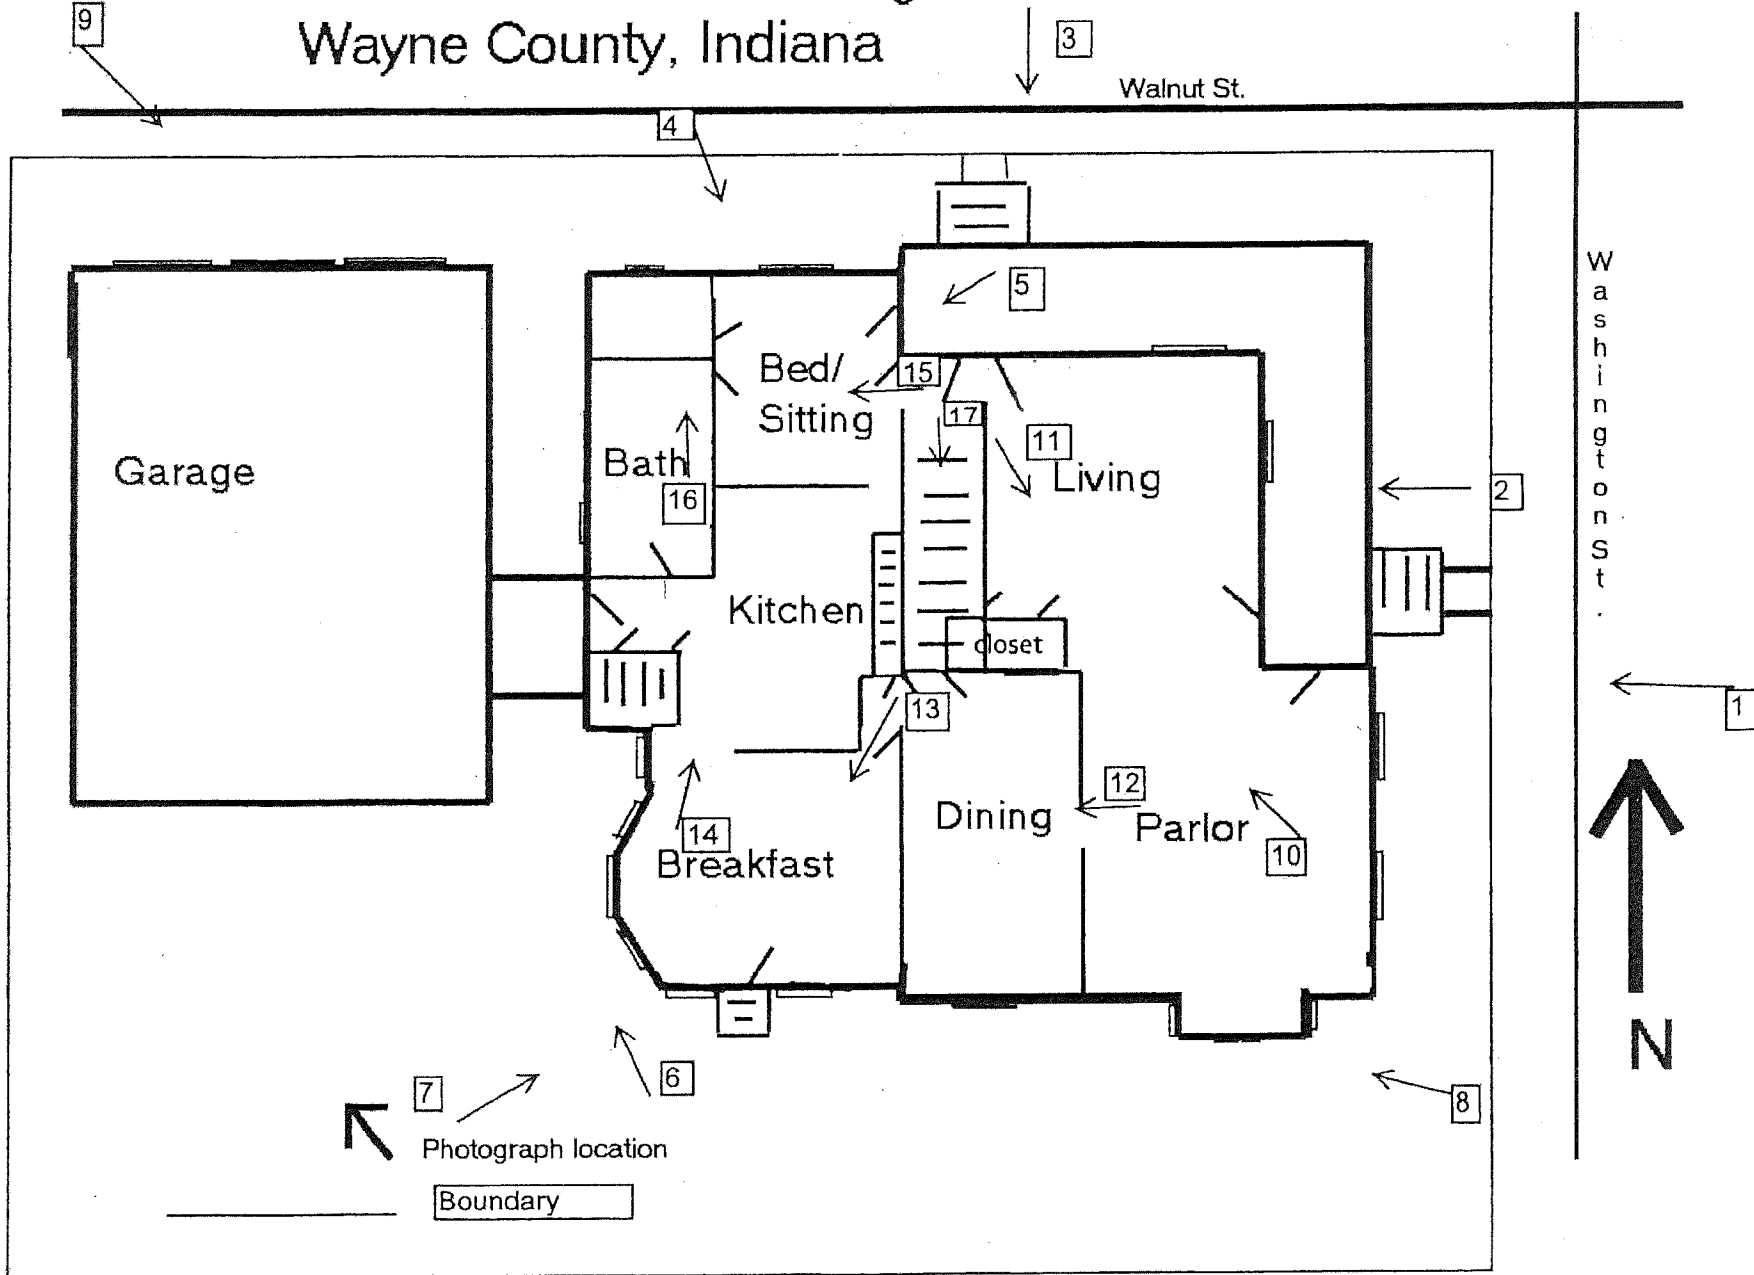 9
Wayne County, Indiana
3
Walnut St.
4
Washington St.
5
15
Bed/
Sitting
17
11
Living
Garage
Bath
16
2
Kitchen
closet
13
1
12
Dining
Parlor
14
10
Breakfast
N
6
7
8
Photograph location
Boundary